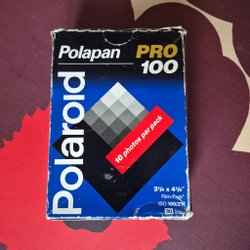 Polapan PRO
100
Polaroid
10 photos per pack
3¼ x 4¼"
Film-Pack
ISO 100/21°